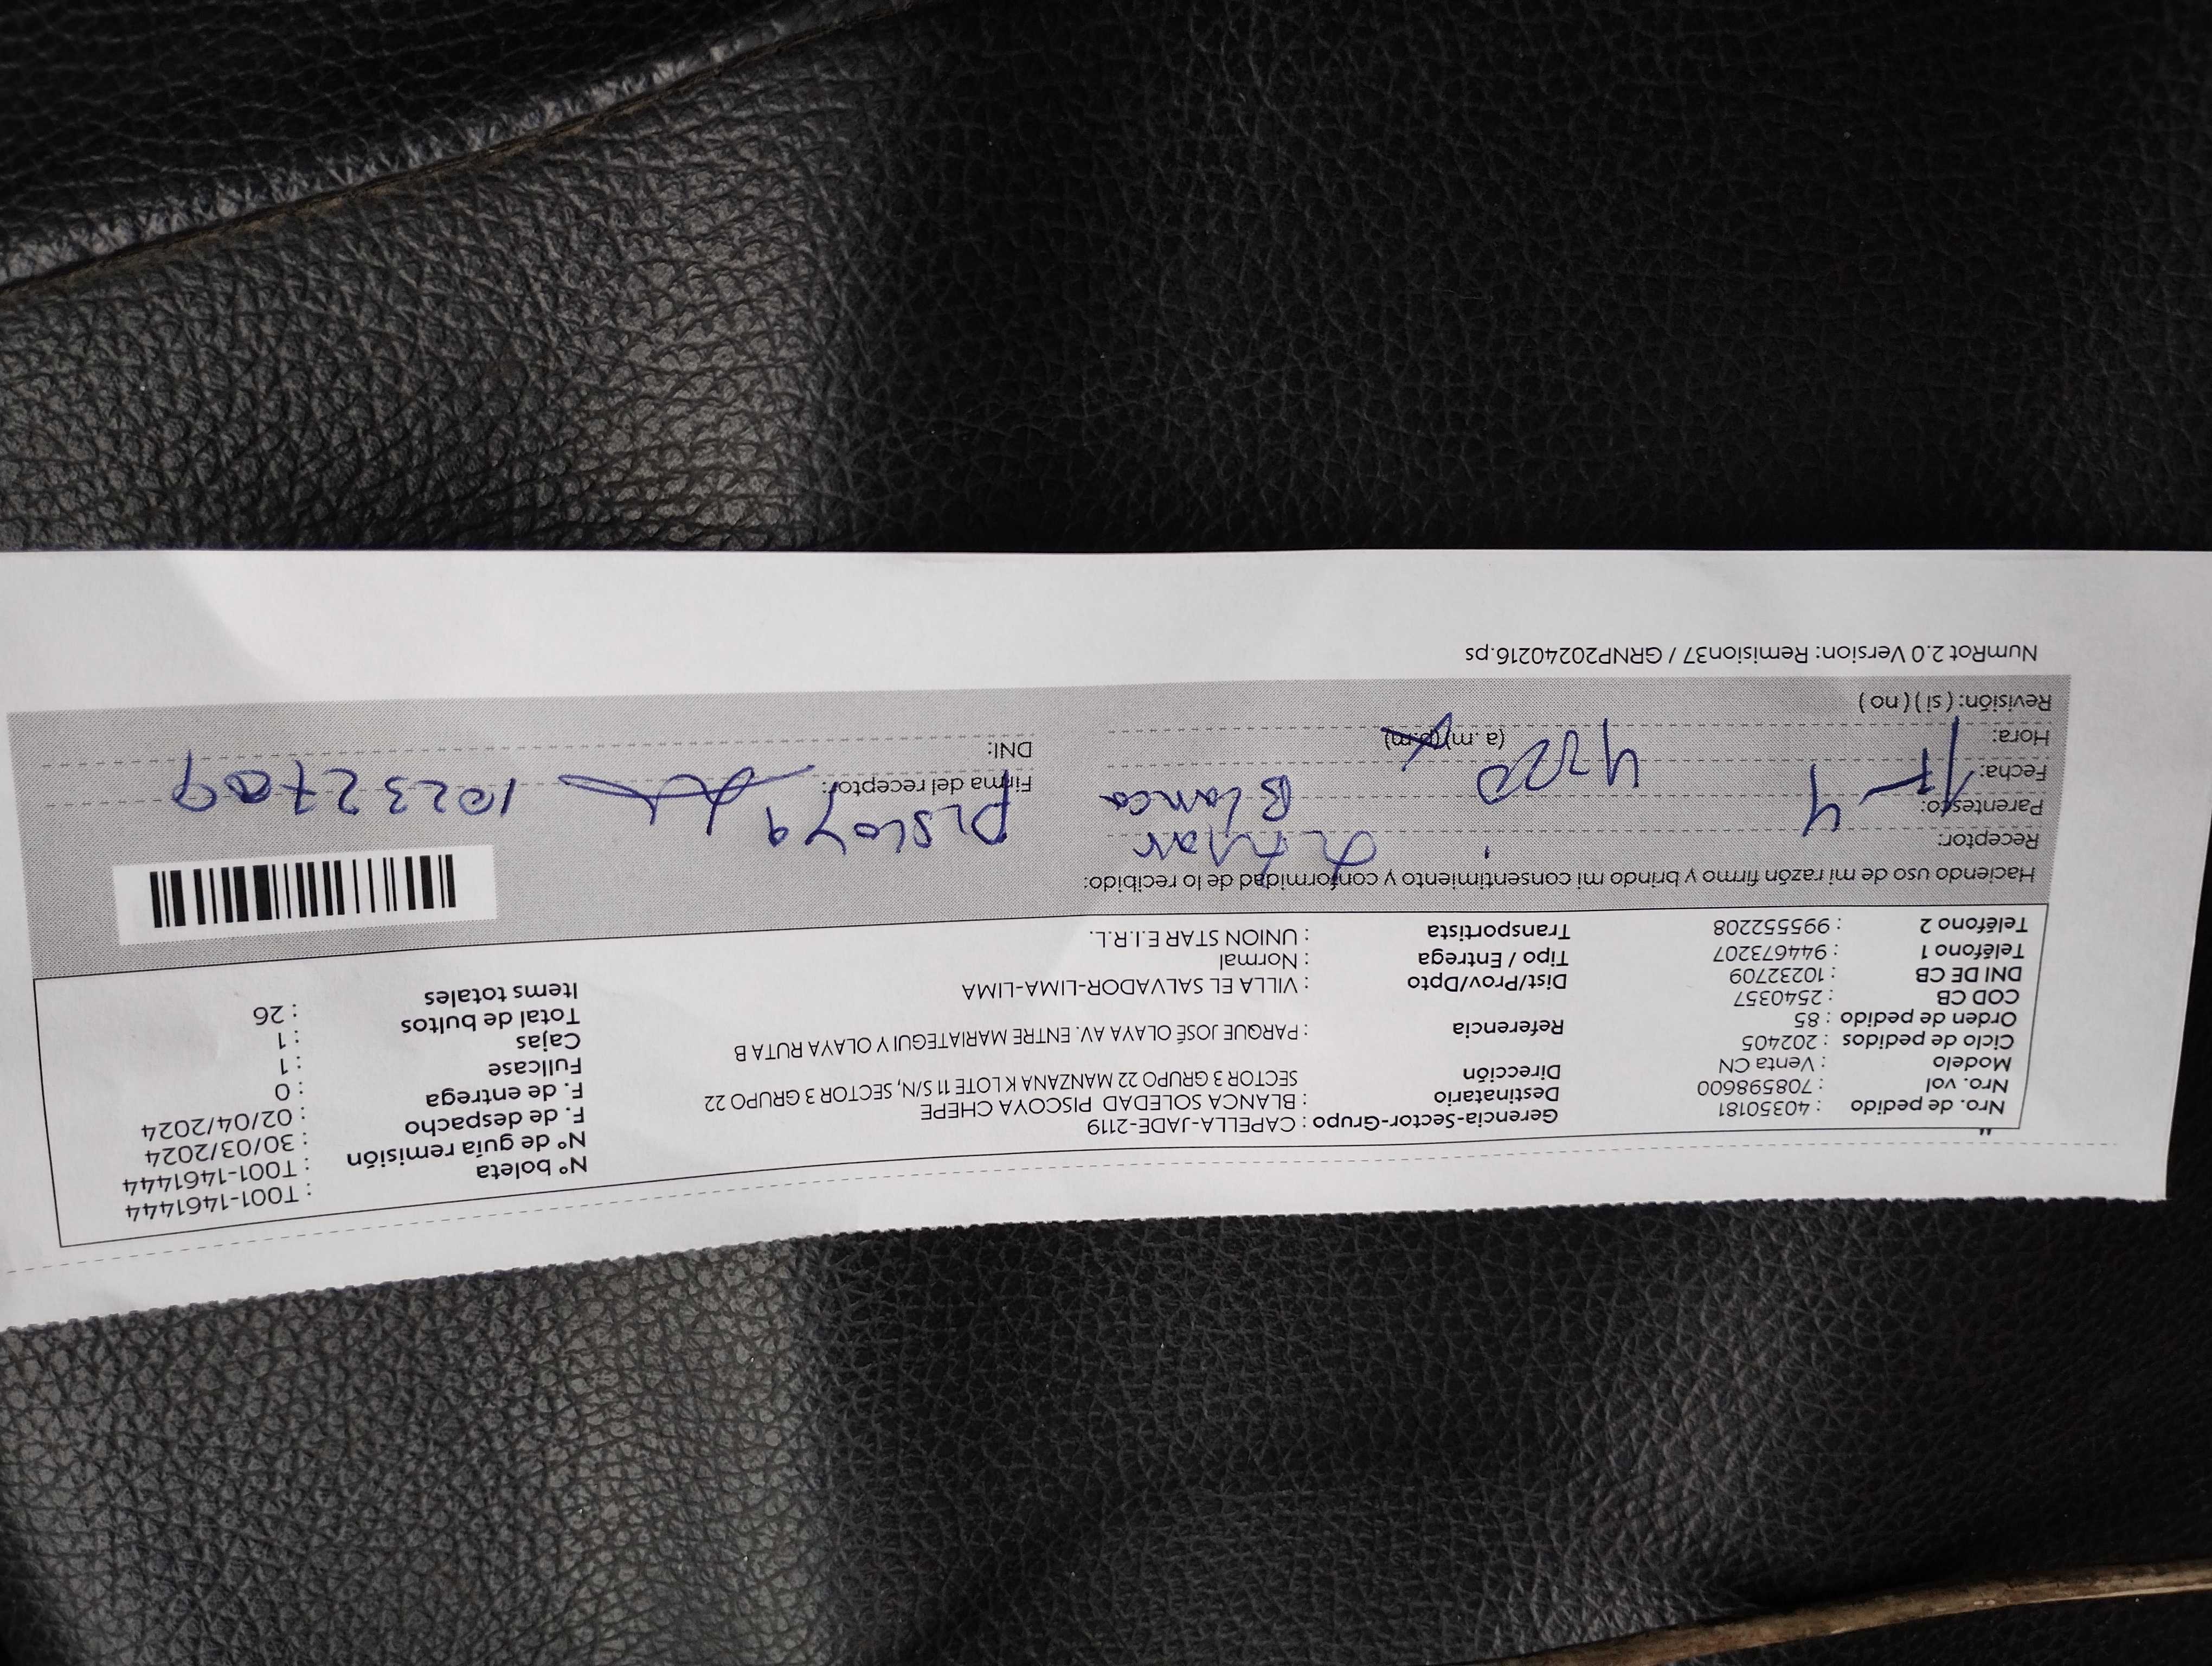 Nro. de pedido : 40350181
Nro. vol : 708598600
Modelo : Venta CN
Ciclo de pedidos : 202405
Orden de pedido : 85
COD CB : 2540357
DNI DE CB : 10232709
Teléfono 1 : 944673207
Teléfono 2 : 995552208
Gerencia-Sector-Grupo : CAPELLA-JADE-2119
Destinatario : BLANCA SOLEDAD PISCOYA CHEPE
Dirección SECTOR 3 GRUPO 22 MANZANA K LOTE 11 S/N, SECTOR 3 GRUPO 22
Referencia : PARQUE JOSÉ OLAYA AV. ENTRE MARIATEGUI Y OLAYA RUTA B
Dist/Prov/Dpto : VILLA EL SALVADOR-LIMA-LIMA
Tipo / Entrega : Normal
Transportista : UNION STAR E.I.R.L.
Nº boleta : T001-1461444
Nº de guía remisión : T001-1461444
F. de despacho : 30/03/2024
F. de entrega : 02/04/2024
Fullcase : 0
Cajas : 1
Total de bultos : 1
Items totales : 26
Haciendo uso de mi razón firmo y brindo mi consentimiento y conformidad de lo recibido:
Receptor:
Parentesco: Blanca Piscoya
Fecha:
Hora: (a.m)(p.m)
Revisión: (si) (no)
Firma del receptor:
DNI: 10232709
NumRot 2.0 Version: Remision37 / GRNP20240216.ps